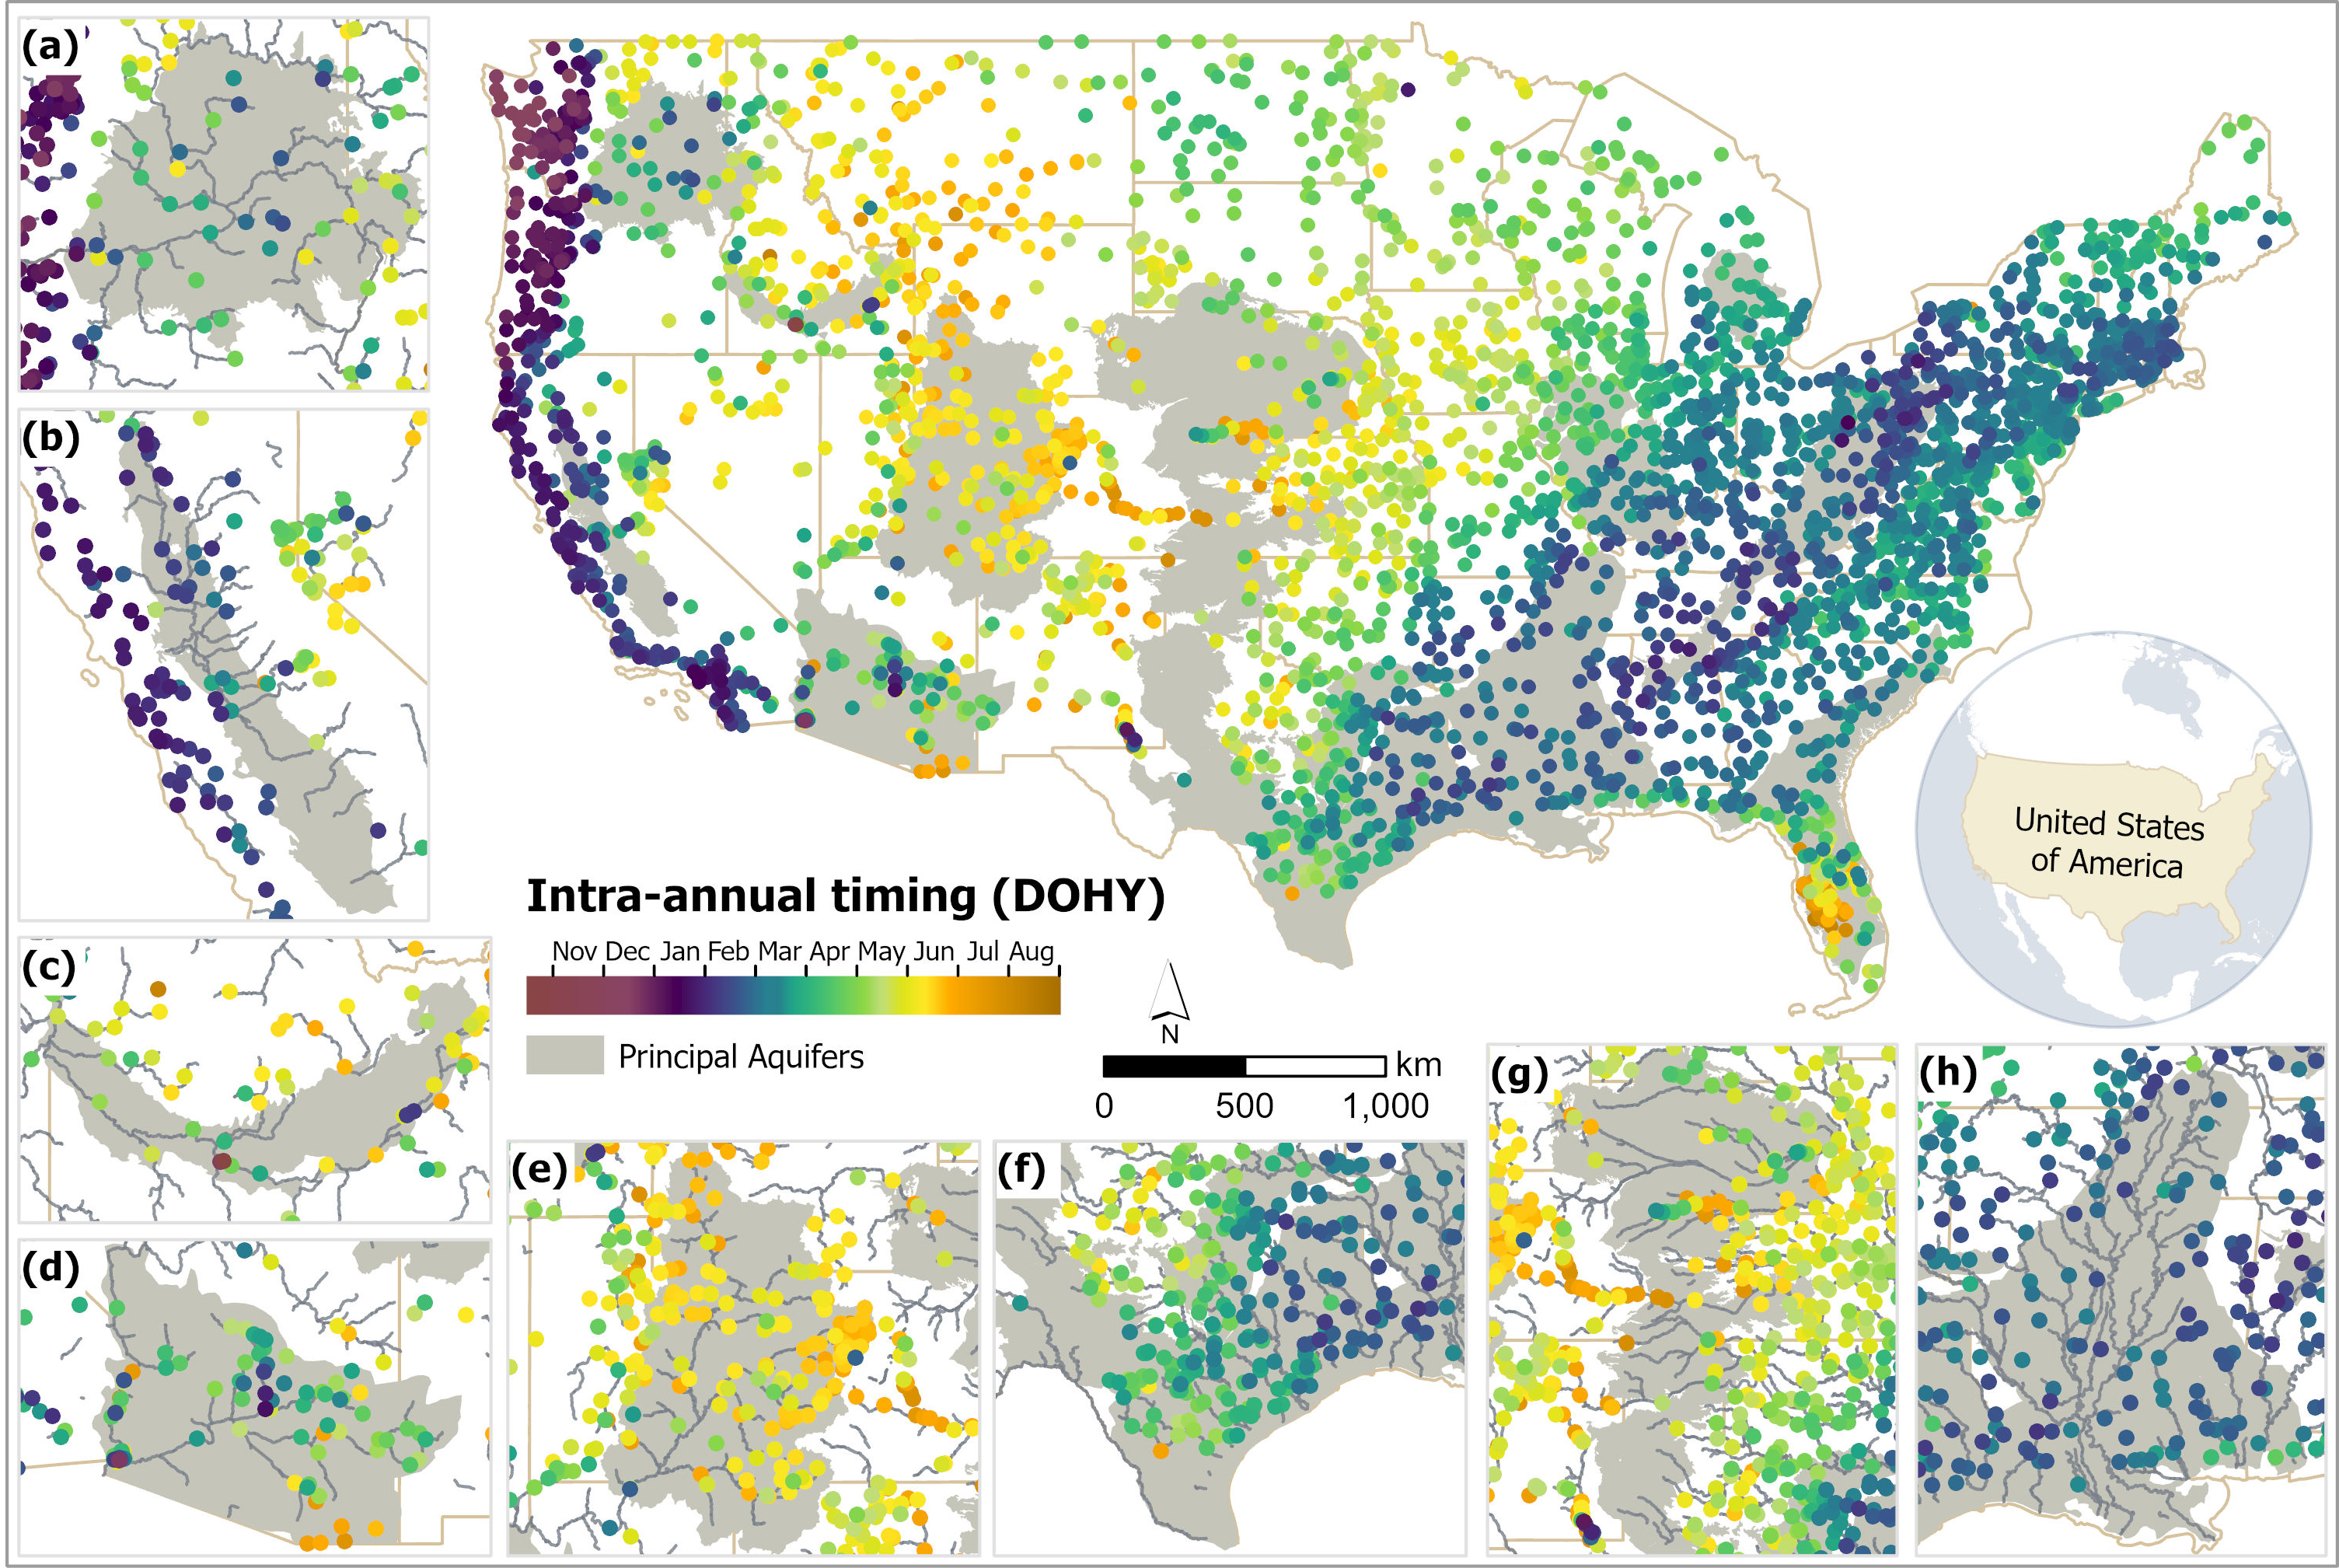 (a)
(b)
(c)
(d)
Intra-annual timing (DOHY)
Nov Dec Jan Feb Mar Apr May Jun Jul Aug
Principal Aquifers
N
km
0 500 1,000
United States
of America
(e)
(f)
(g)
(h)